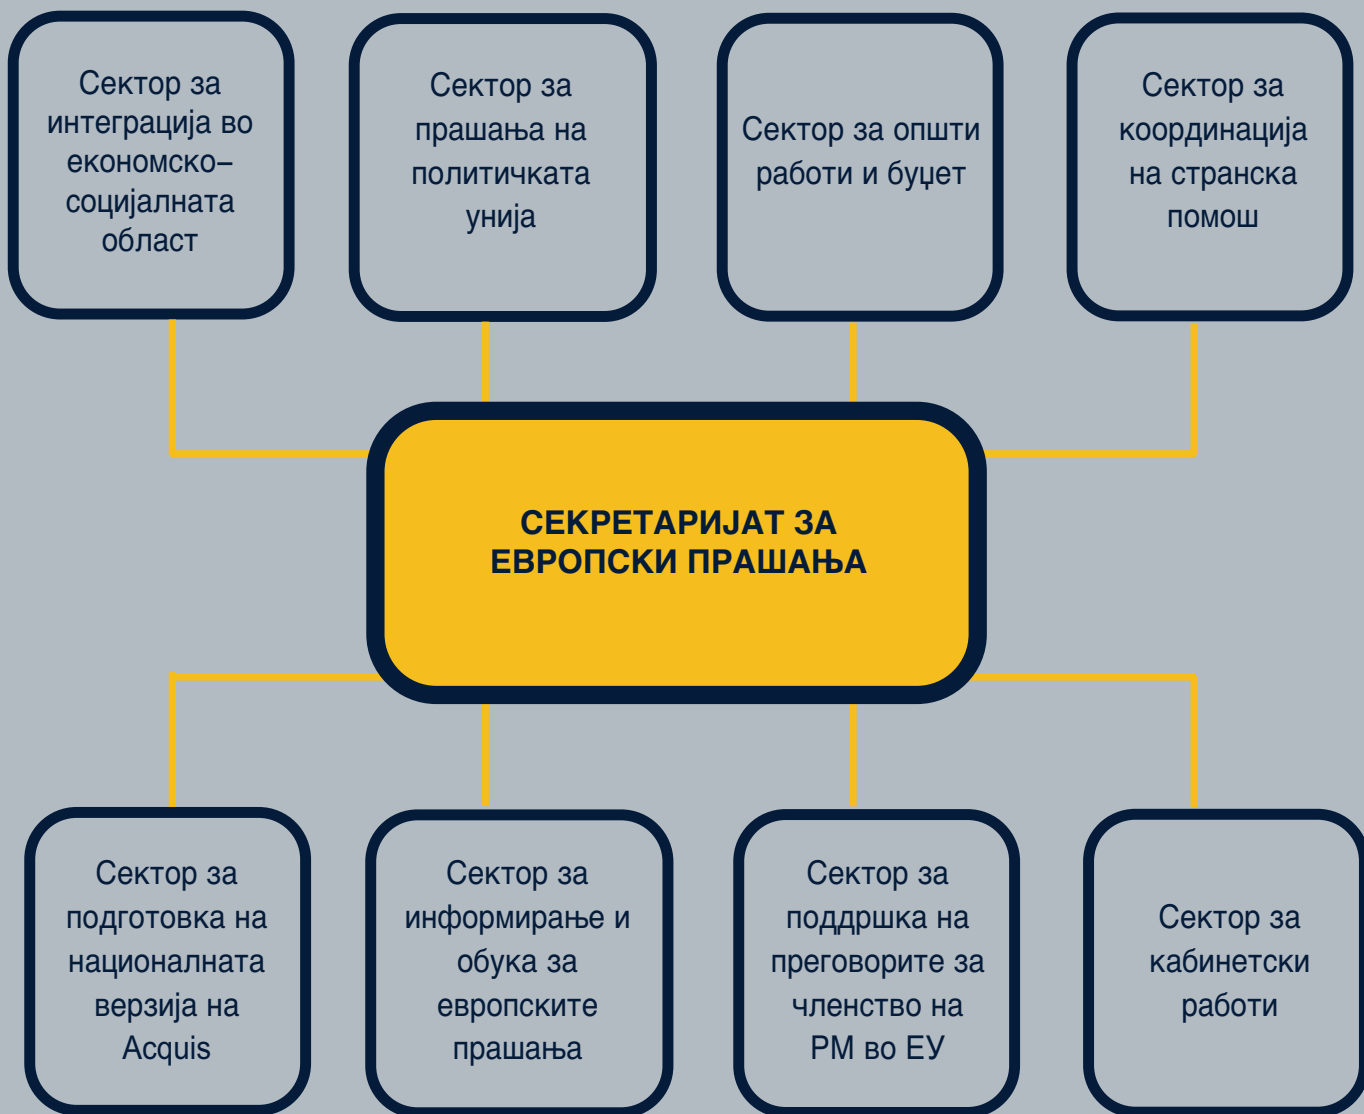 Сектор за
интеграција во
економско–
социјалната
област
Сектор за
прашања на
политичката
унија
Сектор за општи
работи и буџет
Сектор за
координација
на странска
помош
СЕКРЕТАРИЈАТ ЗА
ЕВРОПСКИ ПРАШАЊА
Сектор за
подготовка на
националната
верзија на
Acquis
Сектор за
информирање и
обука за
европските
прашања
Сектор за
поддршка на
преговорите за
членство на
РМ во ЕУ
Сектор за
кабинетски
работи